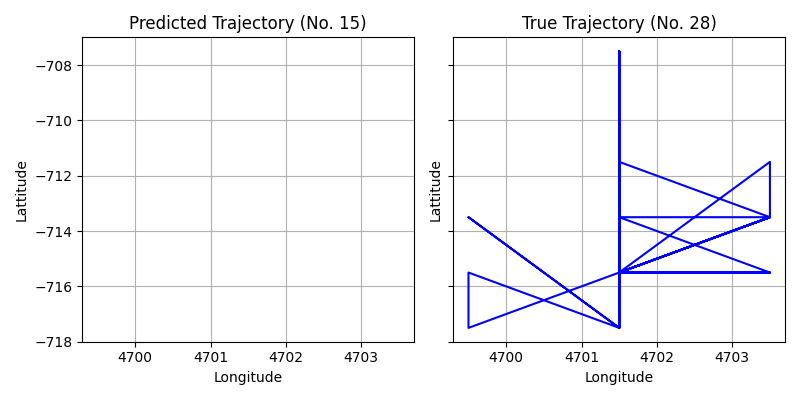 Predicted Trajectory (No. 15)
True Trajectory (No. 28)
−708
−710
−712
−714
−716
−718
Lattitude
Lattitude
4700 4701 4702 4703
4700 4701 4702 4703
Longitude
Longitude